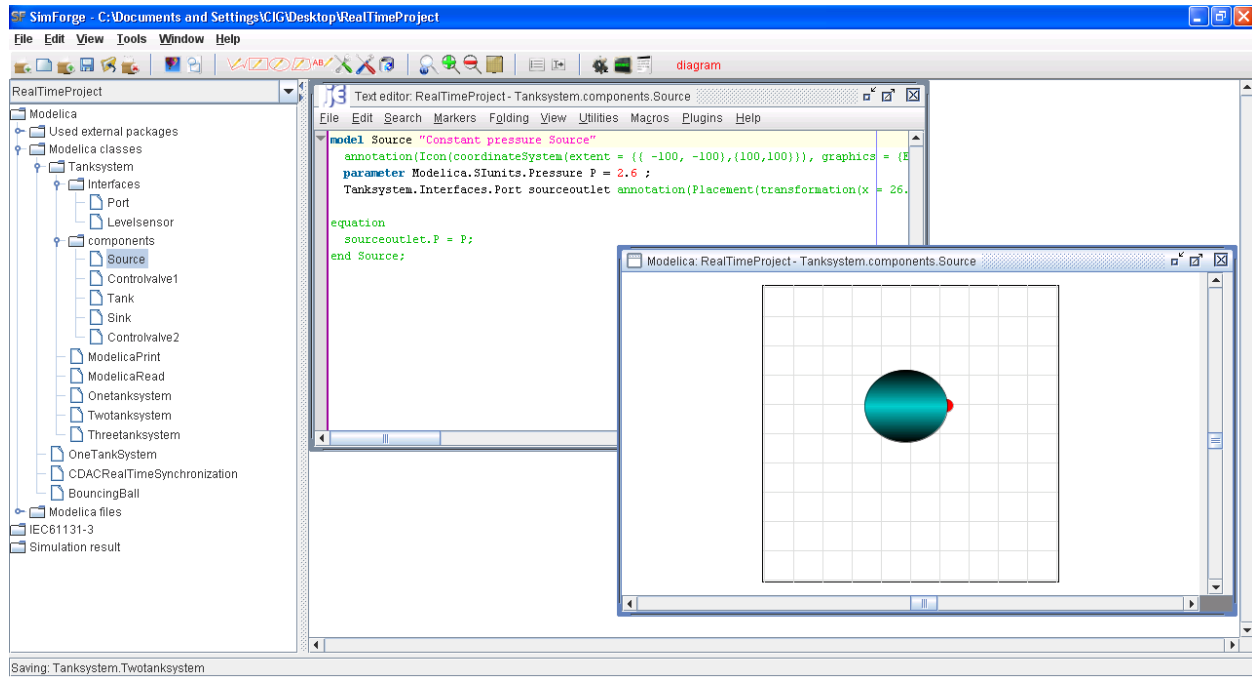 SF SimForge - C:\Documents and Settings\CIG\Desktop\RealTimeProject
File Edit View Tools Window Help
AB diagram
RealTimeProject
Modelica
Used external packages
Modelica classes
Tanksystem
Interfaces
Port
Levelsensor
components
Source
Controlvalve1
Tank
Sink
Controlvalve2
ModelicaPrint
ModelicaRead
Onetanksystem
Twotanksystem
Threetanksystem
OneTankSystem
CDACRealTimeSynchronization
BouncingBall
Modelica files
IEC61131-3
Simulation result
Text editor: RealTimeProject - Tanksystem.components.Source
File Edit Search Markers Folding View Utilities Macros Plugins Help
model Source "Constant pressure Source"
annotation(Icon(coordinateSystem(extent = {{ -100, -100},{100,100}}), graphics = {E
parameter Modelica.SIunits.Pressure P = 2.6 ;
Tanksystem.Interfaces.Port sourceoutlet annotation(Placement(transformation(x = 26.
equation
sourceoutlet.P = P;
end Source;
Modelica: RealTimeProject - Tanksystem.components.Source
Saving: Tanksystem.Twotanksystem